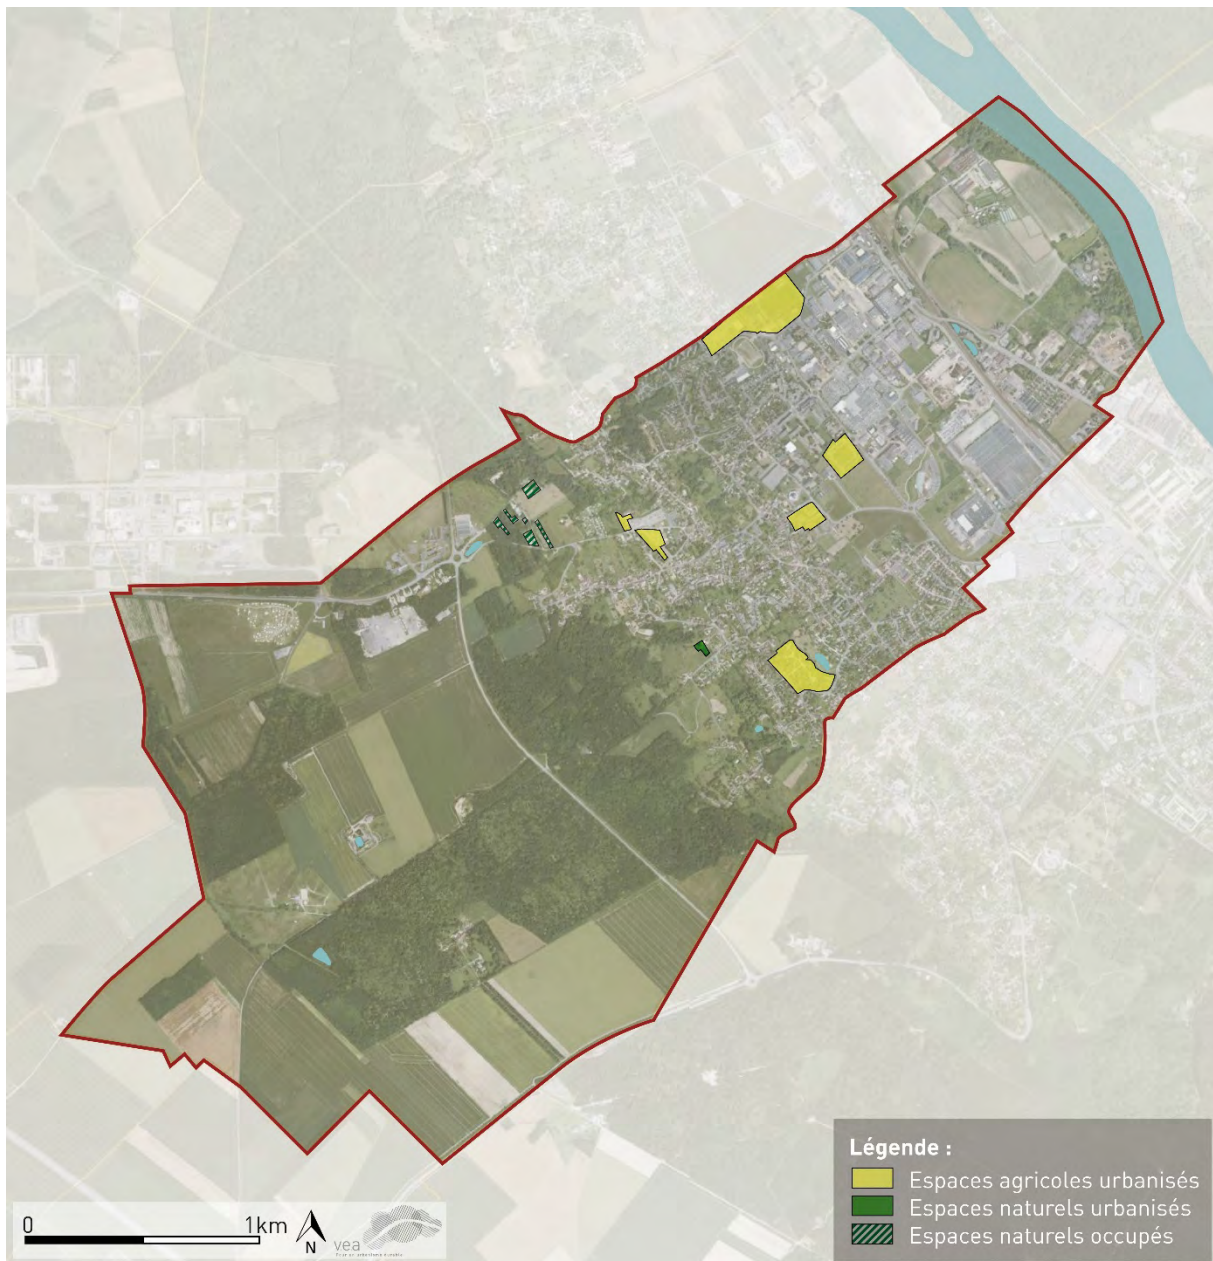 Légende :
Espaces agricoles urbanisés
Espaces naturels urbanisés
Espaces naturels occupés
0 1km
N
vea